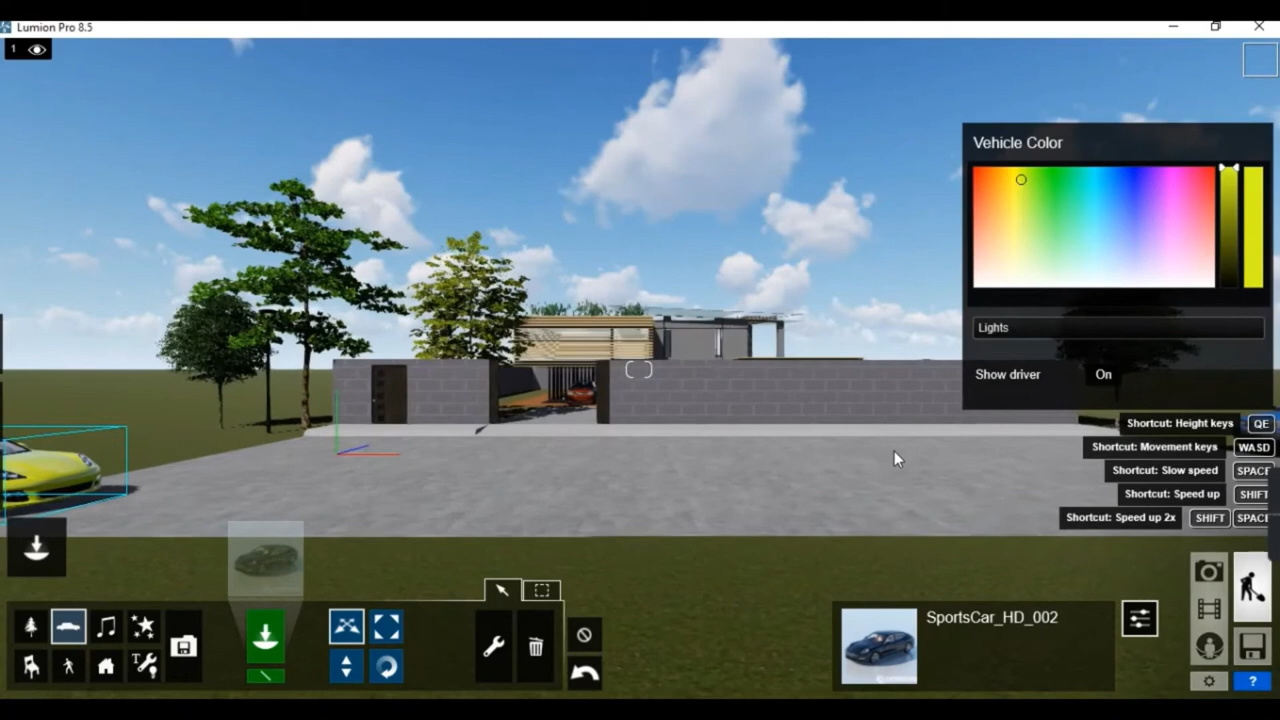 Lumion Pro 8.5
1
Vehicle Color
Lights
Show driver On
Shortcut: Height keys QE
Shortcut: Movement keys WASD
Shortcut: Slow speed SPACE
Shortcut: Speed up SHIFT
Shortcut: Speed up 2x SHIFT SPACE
SportsCar_HD_002
T
?